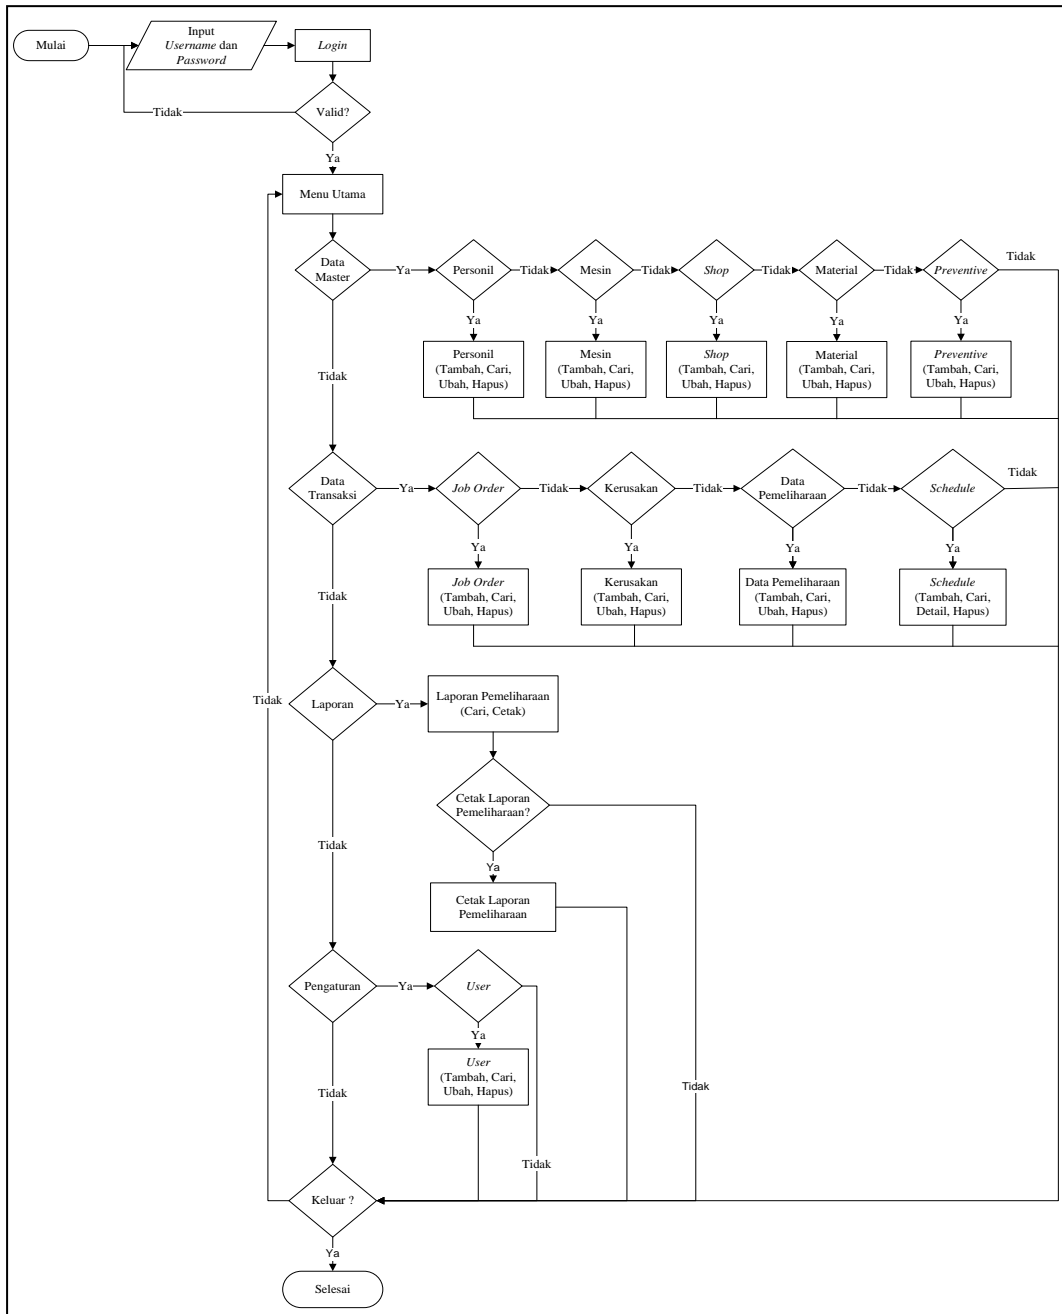 Mulai
Input
Username dan
Password
Login
Tidak
Valid?
Ya
Menu Utama
Data
Master
Ya
Personil
Tidak
Mesin
Tidak
Shop
Tidak
Material
Tidak
Preventive
Tidak
Ya
Ya
Ya
Ya
Ya
Personil
(Tambah, Cari,
Ubah, Hapus)
Mesin
(Tambah, Cari,
Ubah, Hapus)
Shop
(Tambah, Cari,
Ubah, Hapus)
Material
(Tambah, Cari,
Ubah, Hapus)
Preventive
(Tambah, Cari,
Ubah, Hapus)
Tidak
Data
Transaksi
Ya
Job Order
Tidak
Kerusakan
Tidak
Data
Pemeliharaan
Tidak
Schedule
Tidak
Ya
Ya
Ya
Ya
Job Order
(Tambah, Cari,
Ubah, Hapus)
Kerusakan
(Tambah, Cari,
Ubah, Hapus)
Data Pemeliharaan
(Tambah, Cari,
Ubah, Hapus)
Schedule
(Tambah, Cari,
Detail, Hapus)
Tidak
Tidak
Laporan
Ya
Laporan Pemeliharaan
(Cari, Cetak)
Cetak Laporan
Pemeliharaan?
Tidak
Ya
Cetak Laporan
Pemeliharaan
Pengaturan
Ya
User
Ya
User
(Tambah, Cari,
Ubah, Hapus)
Tidak
Tidak
Tidak
Keluar ?
Ya
Selesai